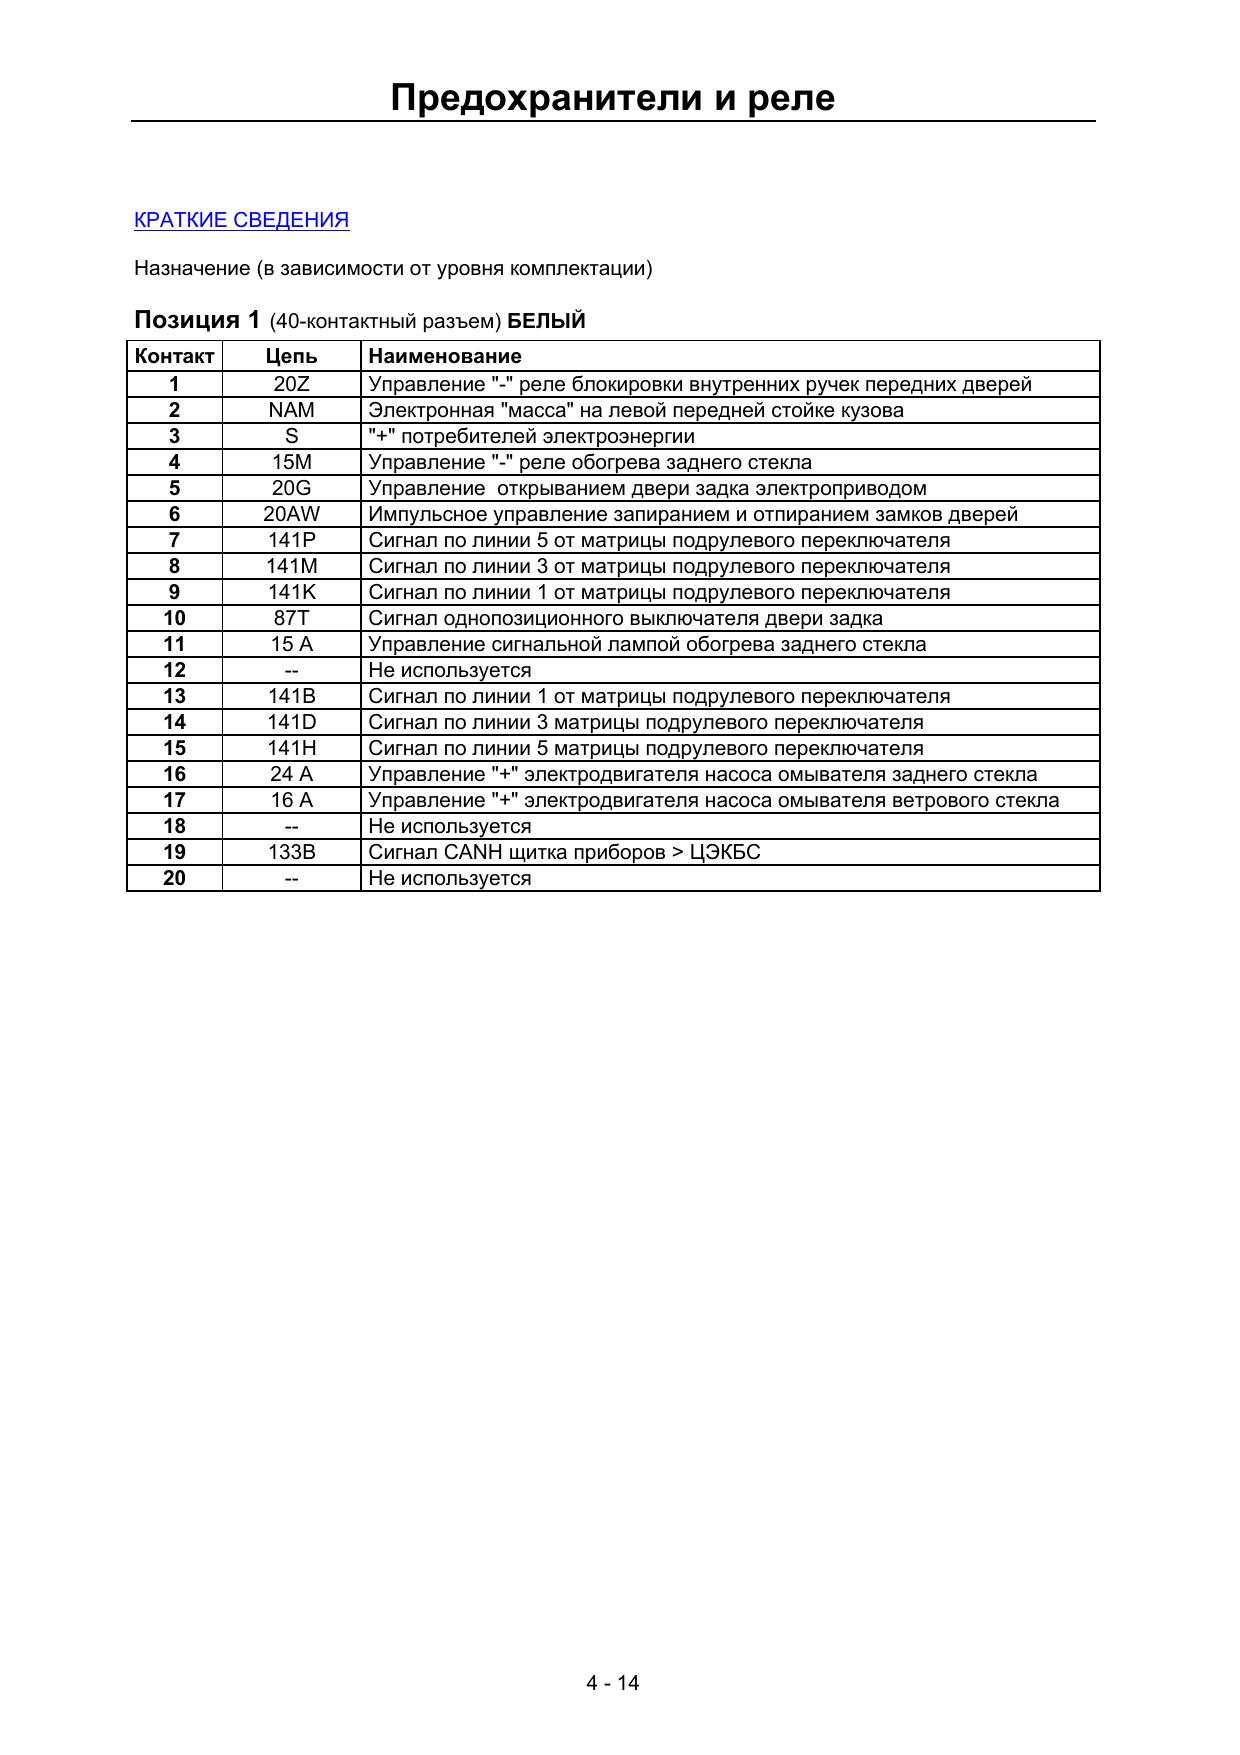 Предохранители и реле
КРАТКИЕ СВЕДЕНИЯ
Назначение (в зависимости от уровня комплектации)
Позиция 1 (40-контактный разъем) БЕЛЫЙ
Контакт Цепь Наименование
1 20Z Управление "-" реле блокировки внутренних ручек передних дверей
2 NAM Электронная "масса" на левой передней стойке кузова
3 S "+" потребителей электроэнергии
4 15M Управление "-" реле обогрева заднего стекла
5 20G Управление  открыванием двери задка электроприводом
6 20AW Импульсное управление запиранием и отпиранием замков дверей
7 141P Сигнал по линии 5 от матрицы подрулевого переключателя
8 141M Сигнал по линии 3 от матрицы подрулевого переключателя
9 141K Сигнал по линии 1 от матрицы подрулевого переключателя
10 87T Сигнал однопозиционного выключателя двери задка
11 15 A Управление сигнальной лампой обогрева заднего стекла
12 -- Не используется
13 141B Сигнал по линии 1 от матрицы подрулевого переключателя
14 141D Сигнал по линии 3 матрицы подрулевого переключателя
15 141H Сигнал по линии 5 матрицы подрулевого переключателя
16 24 A Управление "+" электродвигателя насоса омывателя заднего стекла
17 16 A Управление "+" электродвигателя насоса омывателя ветрового стекла
18 -- Не используется
19 133B Сигнал CANH щитка приборов > ЦЭКБС
20 -- Не используется
4 - 14